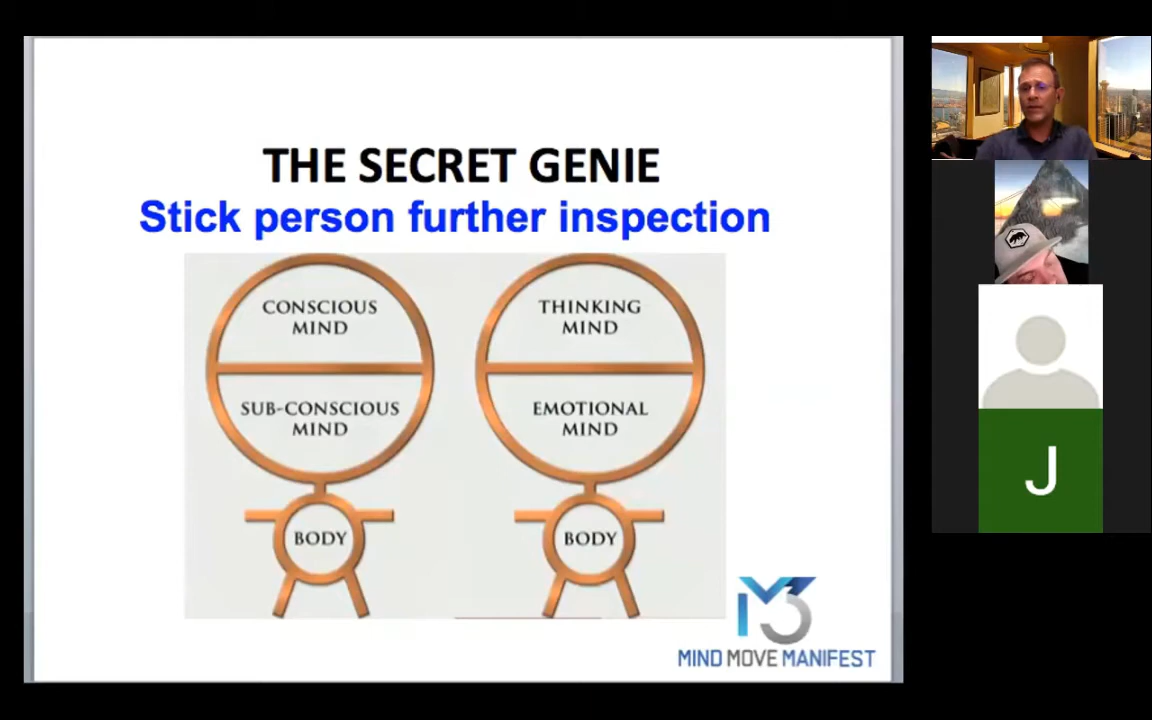 THE SECRET GENIE
Stick person further inspection
CONSCIOUS
MIND
SUB-CONSCIOUS
MIND
BODY
THINKING
MIND
EMOTIONAL
MIND
BODY
M3
MIND MOVE MANIFEST
J